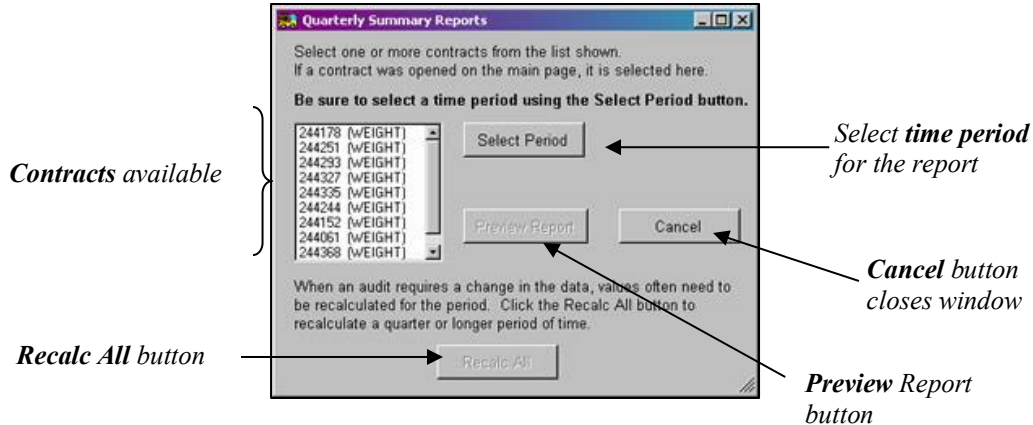 Quarterly Summary Reports
Select one or more contracts from the list shown.
If a contract was opened on the main page, it is selected here.
Be sure to select a time period using the Select Period button.
244178 (WEIGHT)
244251 (WEIGHT)
244293 (WEIGHT)
244327 (WEIGHT)
244335 (WEIGHT)
244244 (WEIGHT)
244152 (WEIGHT)
244061 (WEIGHT)
244368 (WEIGHT)
Select Period
Select time period
for the report
Contracts available
Preview Report
Cancel
Cancel button
closes window
When an audit requires a change in the data, values often need to
be recalculated for the period. Click the Recalc All button to
recalculate a quarter or longer period of time.
Recalc All button
Recalc All
Preview Report
button